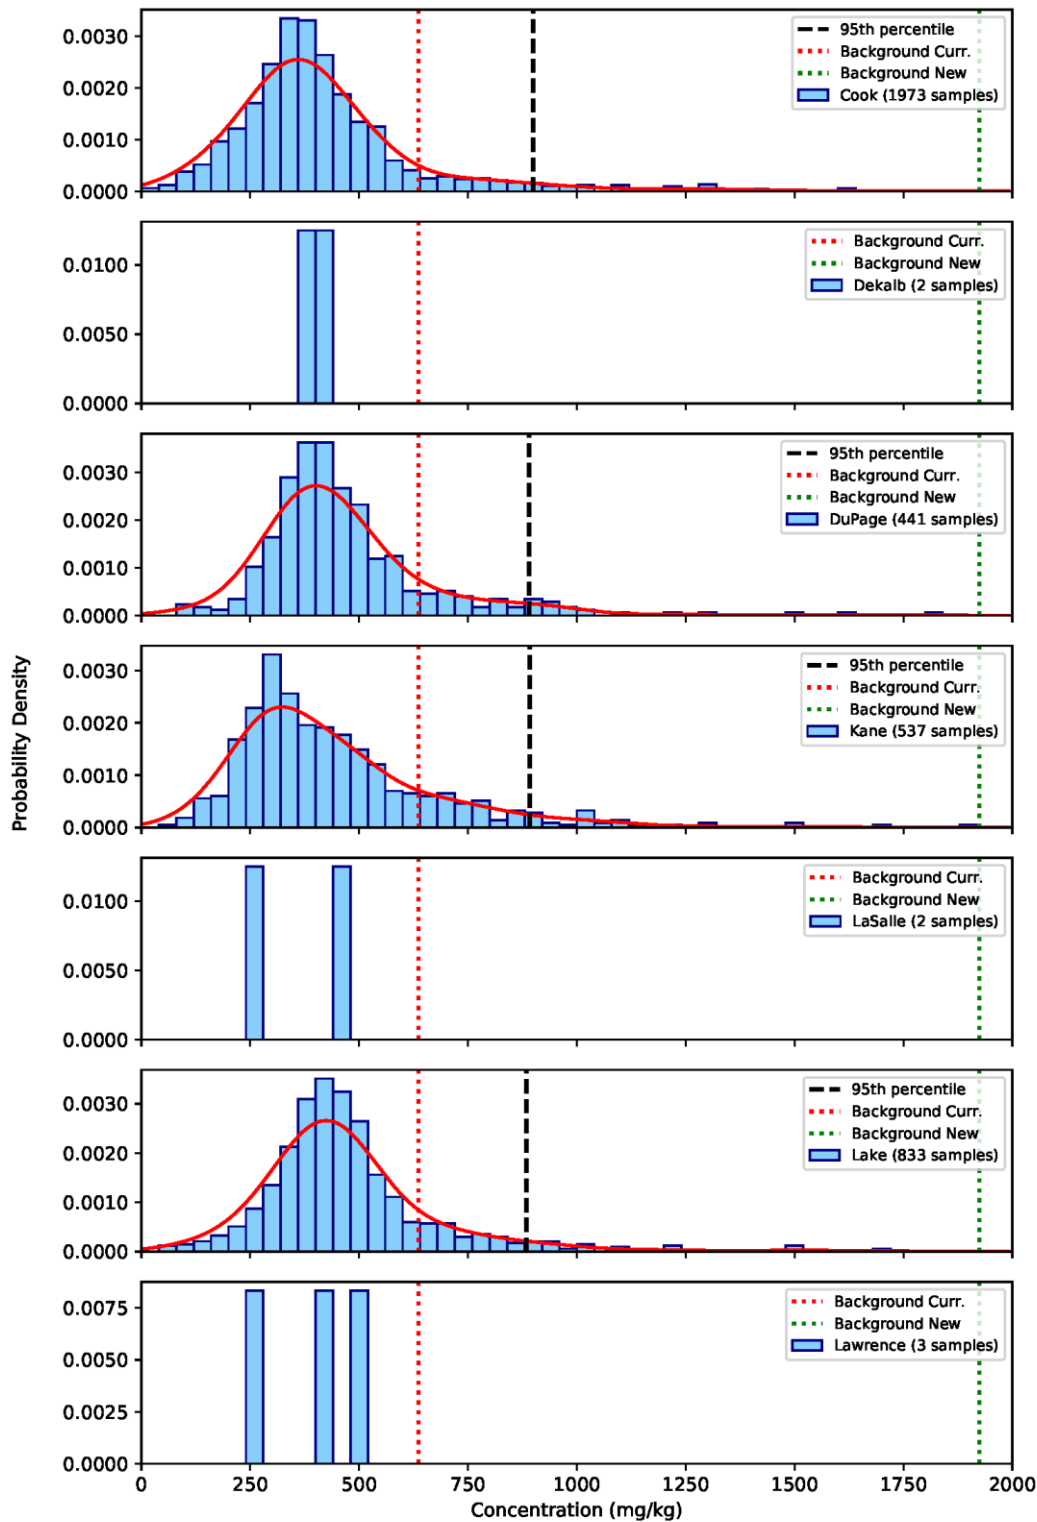 0.0030
0.0020
0.0010
0.0000
95th percentile
Background Curr.
Background New
Cook (1973 samples)
0.0100
0.0050
0.0000
Background Curr.
Background New
Dekalb (2 samples)
0.0030
0.0020
0.0010
0.0000
95th percentile
Background Curr.
Background New
DuPage (441 samples)
Probability Density
0.0030
0.0020
0.0010
0.0000
95th percentile
Background Curr.
Background New
Kane (537 samples)
0.0100
0.0050
0.0000
Background Curr.
Background New
LaSalle (2 samples)
0.0030
0.0020
0.0010
0.0000
95th percentile
Background Curr.
Background New
Lake (833 samples)
0.0075
0.0050
0.0025
0.0000
Background Curr.
Background New
Lawrence (3 samples)
0 250 500 750 1000 1250 1500 1750 2000
Concentration (mg/kg)